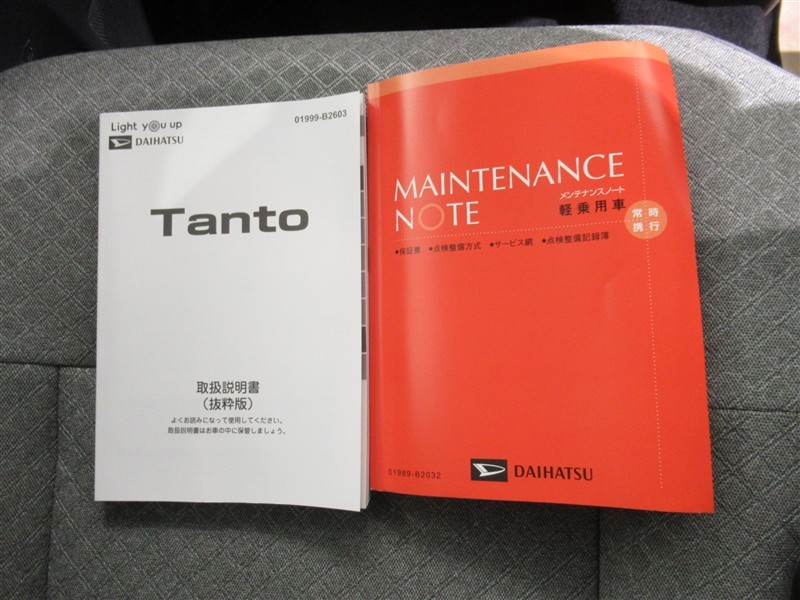 Light you up
DAIHATSU
01999-B2603
Tanto
取扱説明書
（抜粋版）
よくお読みになって使用してください。
取扱説明書はお車の中に保管しましょう。
MAINTENANCE
NOTE
メンテナンスノート
軽乗用車
常時
携行
●保証書 ●点検整備方式 ●サービス網 ●点検整備記録簿
01989-B2032
DAIHATSU